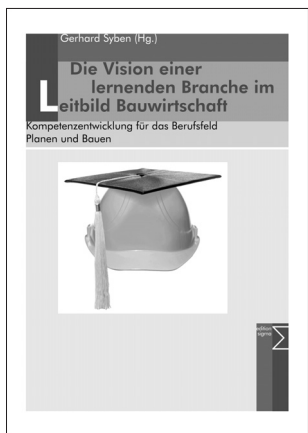 Gerhard Syben (Hg.)
Die Vision einer
lernenden Branche im
Leitbild Bauwirtschaft
Kompetenzentwicklung für das Berufsfeld
Planen und Bauen
edition
sigma